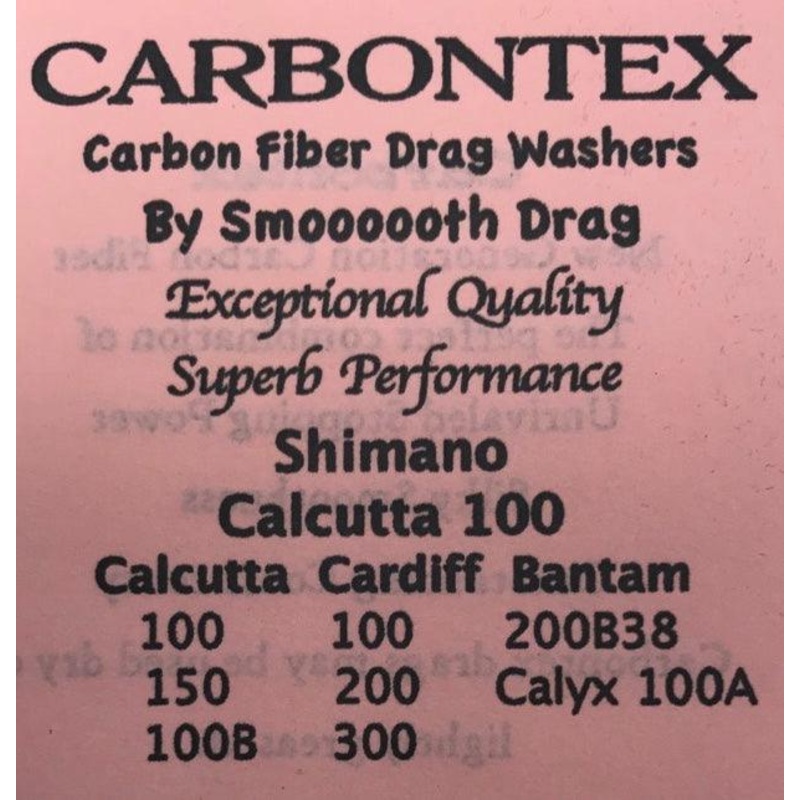 CARBONTEX
Carbon Fiber Drag Washers
By Smooooooth Drag
Exceptional Quality
Superb Performance
Shimano
Calcutta 100
Calcutta Cardiff Bantam
100 100 200B38
150 200 Calyx 100A
100B 300